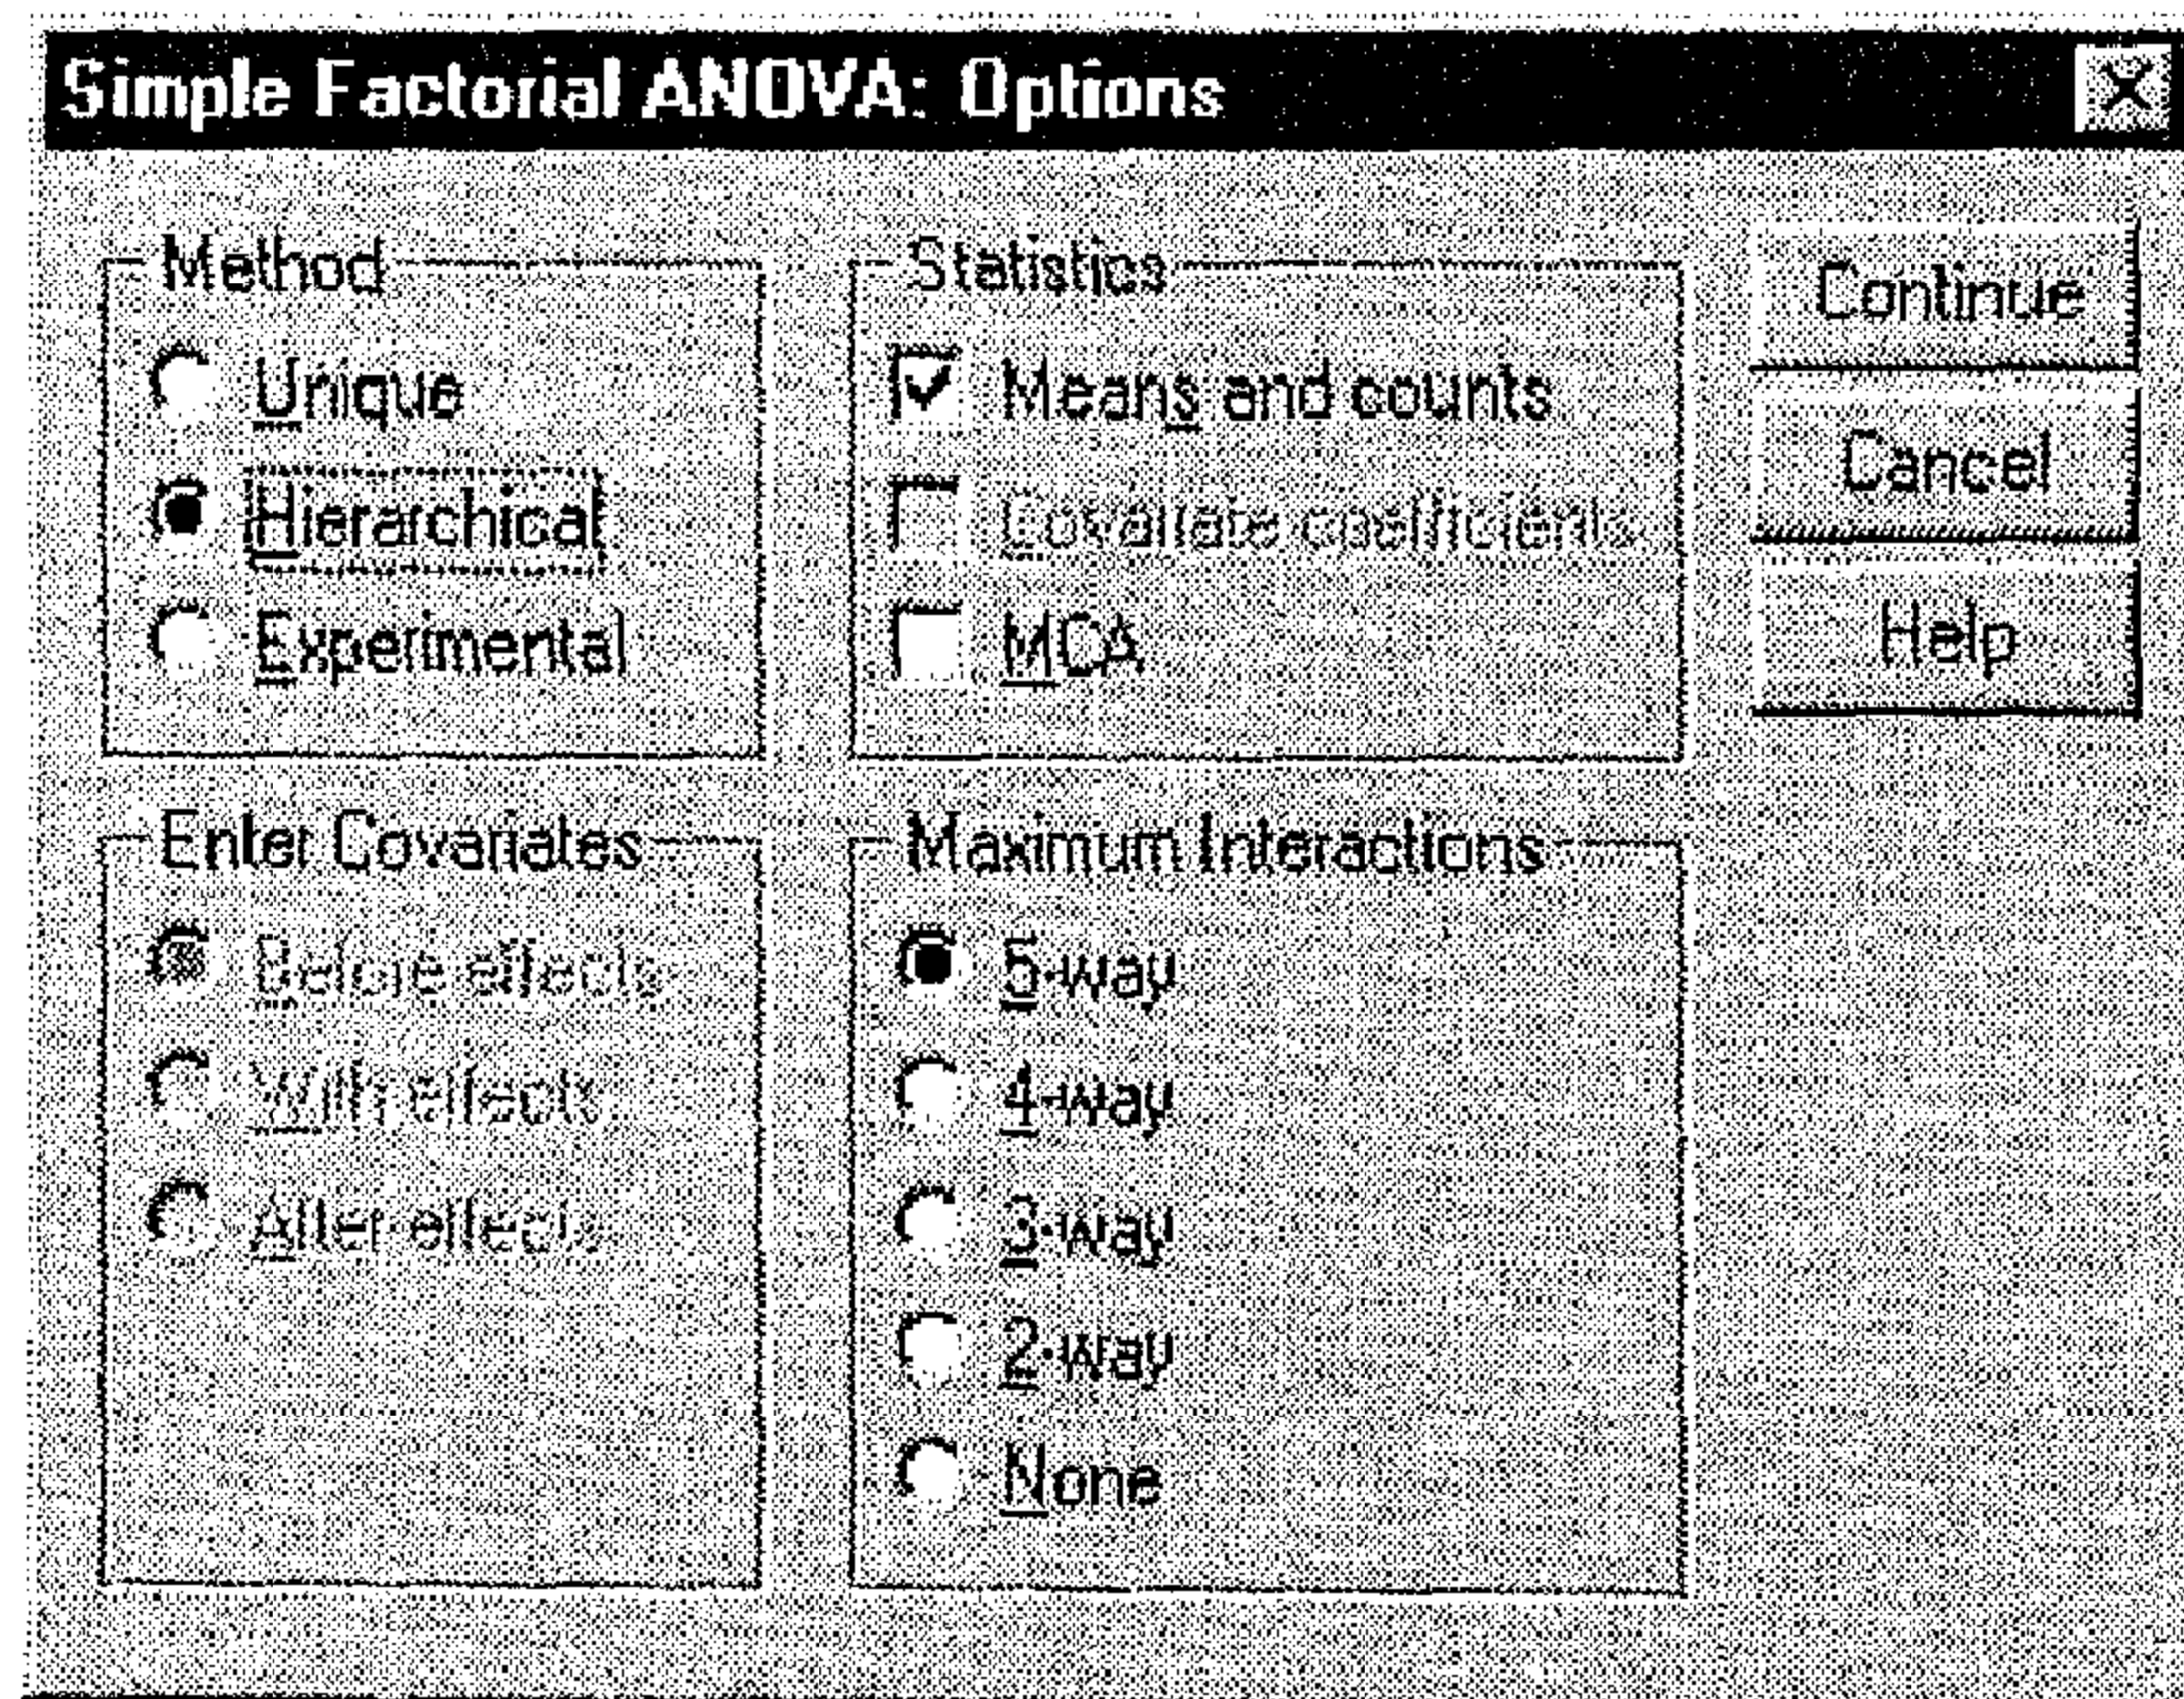 Simple Factorial ANOVA: Options
Method
Unique
Hierarchical
Experimental
Statistics
Means and counts
Covariate coefficients
MCA
Continue
Cancel
Help
Enter Covariates
Before effects
With effects
After effects
Maximum Interactions
5-way
4-way
3-way
2-way
None